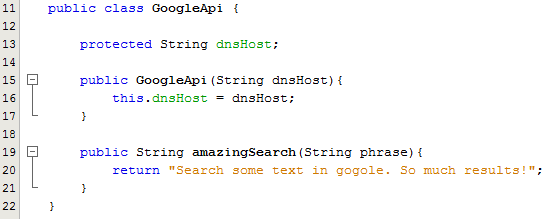 11 public class GoogleApi {
12
13 protected String dnsHost;
14
15 public GoogleApi(String dnsHost){
16 this.dnsHost = dnsHost;
17 }
18
19 public String amazingSearch(String phrase){
20 return "Search some text in gogole. So much results!";
21 }
22 }